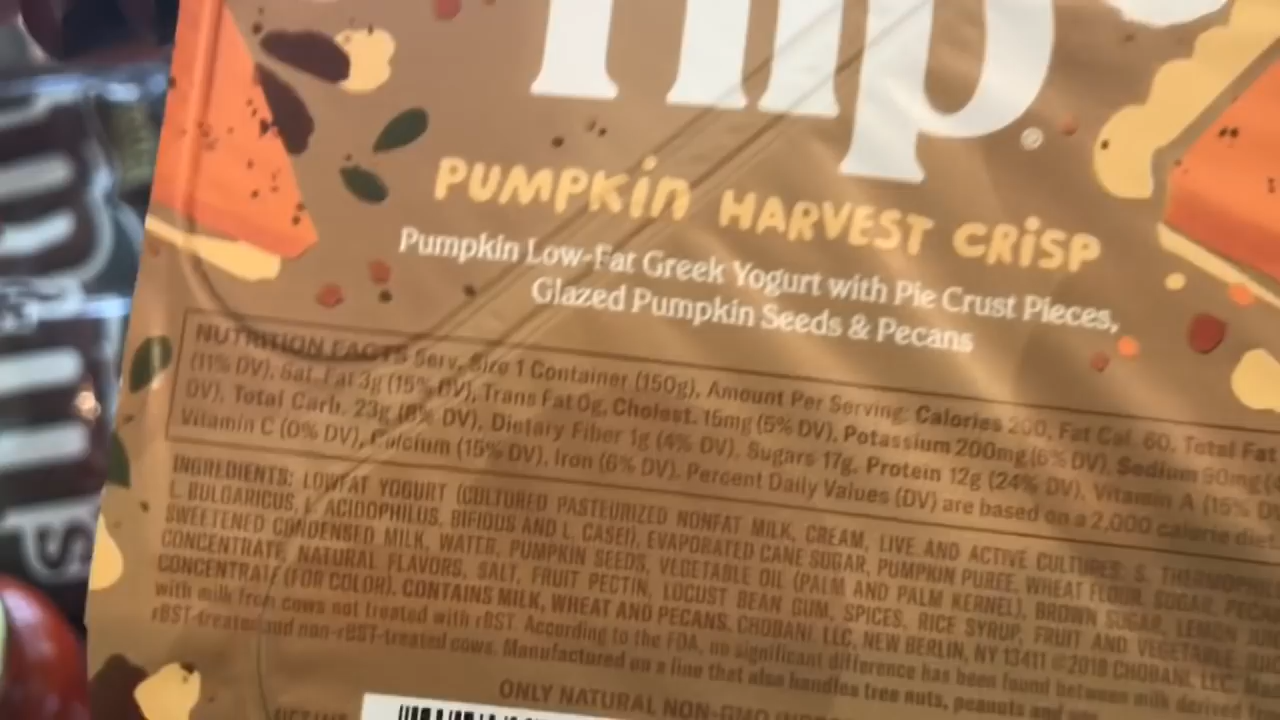 flip®
PUMPKIN HARVEST CRISP
Pumpkin Low-Fat Greek Yogurt with Pie Crust Pieces,
Glazed Pumpkin Seeds & Pecans
NUTRITION FACTS Serv. Size 1 Container (150g), Amount Per Serving: Calories 200, Fat Cal. 60, Total Fat
(11% DV), Sat. Fat 3g (15% DV), Trans Fat 0g, Cholest. 15mg (5% DV), Potassium 200mg (6% DV), Sodium 90mg
DV), Total Carb. 23g (8% DV), Dietary Fiber 1g (4% DV), Sugars 17g, Protein 12g (24% DV), Vitamin A (15%
Vitamin C (0% DV), Calcium (15% DV), Iron (6% DV). Percent Daily Values (DV) are based on a 2,000 calorie diet
INGREDIENTS: LOWFAT YOGURT (CULTURED PASTEURIZED NONFAT MILK, CREAM, LIVE AND ACTIVE CULTURES: S.
L. BULGARICUS, L. ACIDOPHILUS, BIFIDUS AND L. CASEI), EVAPORATED CANE SUGAR, PUMPKIN PUREE, WHEAT FLOUR, SUGAR,
SWEETENED CONDENSED MILK, WATER, PUMPKIN SEEDS, VEGETABLE OIL (PALM AND PALM KERNEL), BROWN SUGAR, LEMON
CONCENTRATE, NATURAL FLAVORS, SALT, FRUIT PECTIN, LOCUST BEAN GUM, SPICES, RICE SYRUP, FRUIT AND VEGETABLE
CONCENTRATE (FOR COLOR). CONTAINS MILK, WHEAT AND PECANS. CHOBANI, LLC, NEW BERLIN, NY 13411 ©2018 CHOBANI, LLC.
with milk from cows not treated with rBST. According to the FDA, no significant difference has been found between milk derived
rBST-treated and non-rBST-treated cows. Manufactured on a line that also handles tree nuts, peanuts and
ONLY NATURAL NON-GMO